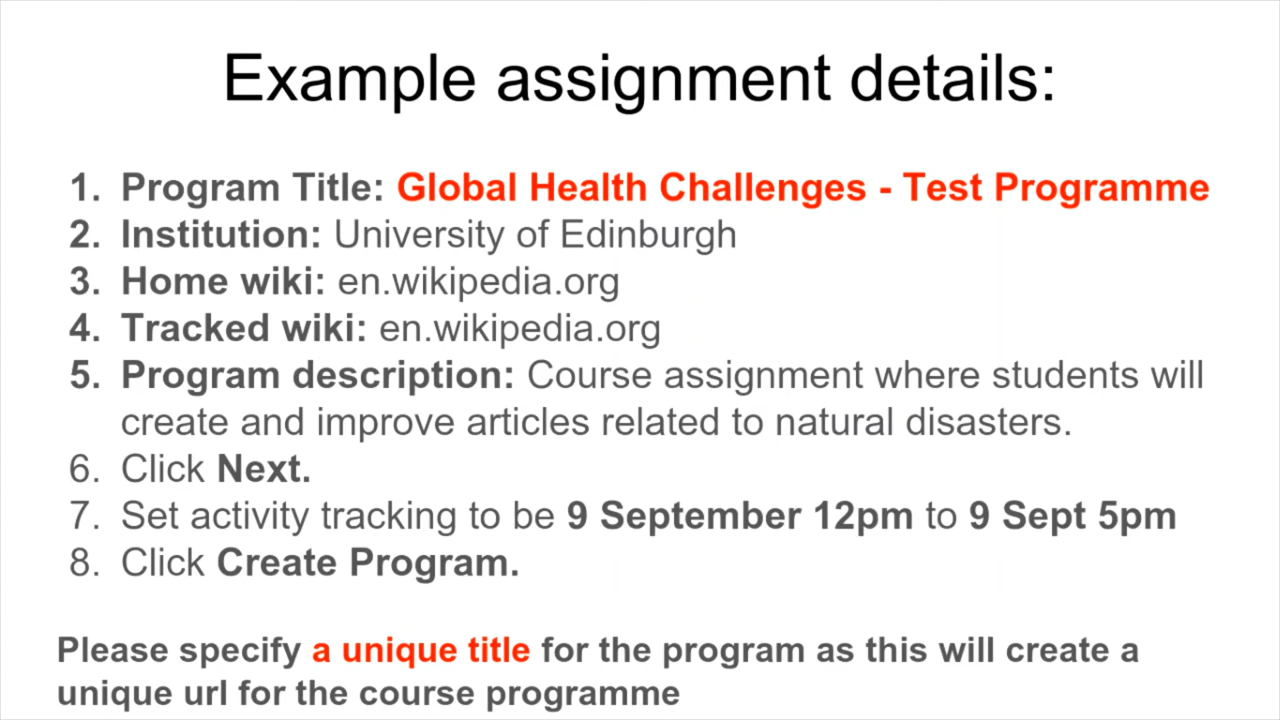 Example assignment details:
1. Program Title: Global Health Challenges - Test Programme
2. Institution: University of Edinburgh
3. Home wiki: en.wikipedia.org
4. Tracked wiki: en.wikipedia.org
5. Program description: Course assignment where students will
create and improve articles related to natural disasters.
6. Click Next.
7. Set activity tracking to be 9 September 12pm to 9 Sept 5pm
8. Click Create Program.
Please specify a unique title for the program as this will create a
unique url for the course programme